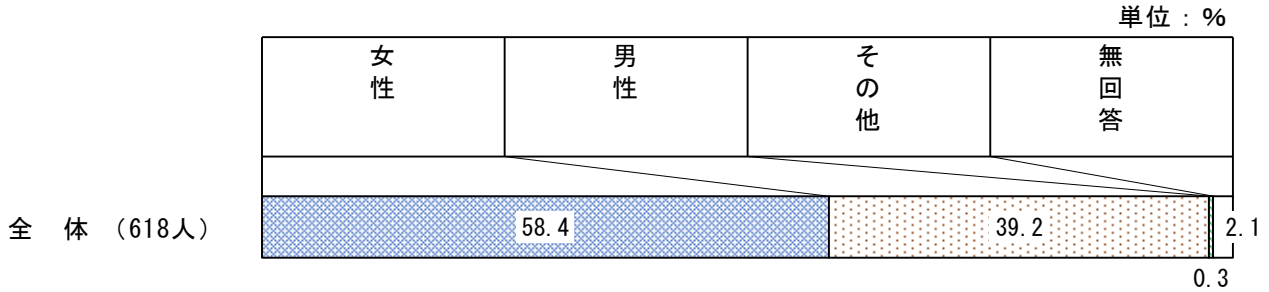 単位：%
女性
男性
その他
無回答
全 体 （618人）
58.4
39.2
2.1
0.3